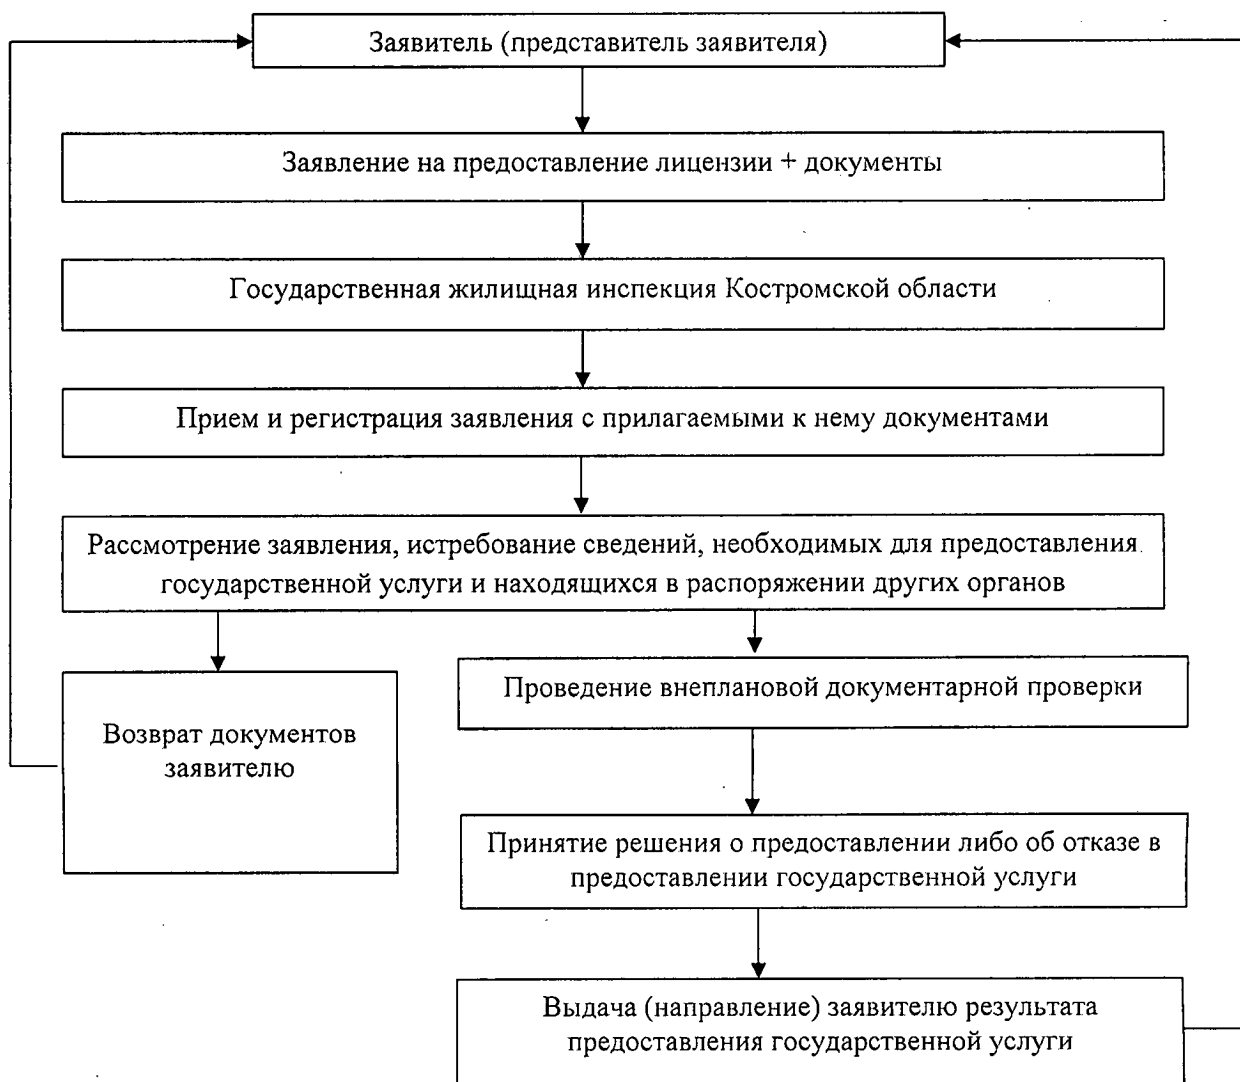 Заявитель (представитель заявителя)
Заявление на предоставление лицензии + документы
Государственная жилищная инспекция Костромской области
Прием и регистрация заявления с прилагаемыми к нему документами
Рассмотрение заявления, истребование сведений, необходимых для предоставления
государственной услуги и находящихся в распоряжении других органов
Возврат документов
заявителю
Проведение внеплановой документарной проверки
Принятие решения о предоставлении либо об отказе в
предоставлении государственной услуги
Выдача (направление) заявителю результата
предоставления государственной услуги